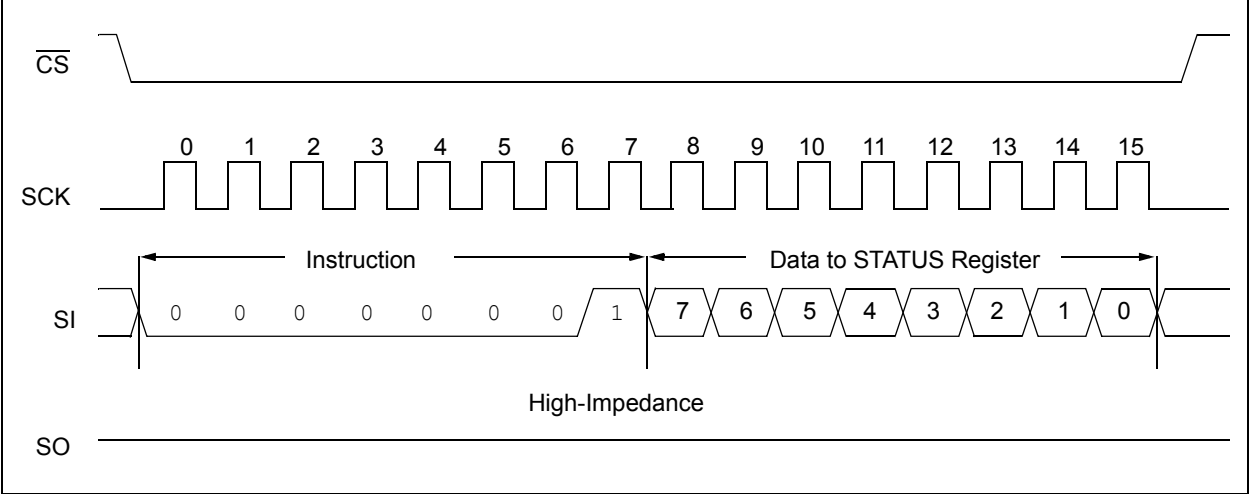 CS
0 1 2 3 4 5 6 7 8 9 10 11 12 13 14 15
SCK
Instruction Data to STATUS Register
SI 0 0 0 0 0 0 0 1 7 6 5 4 3 2 1 0
High-Impedance
SO